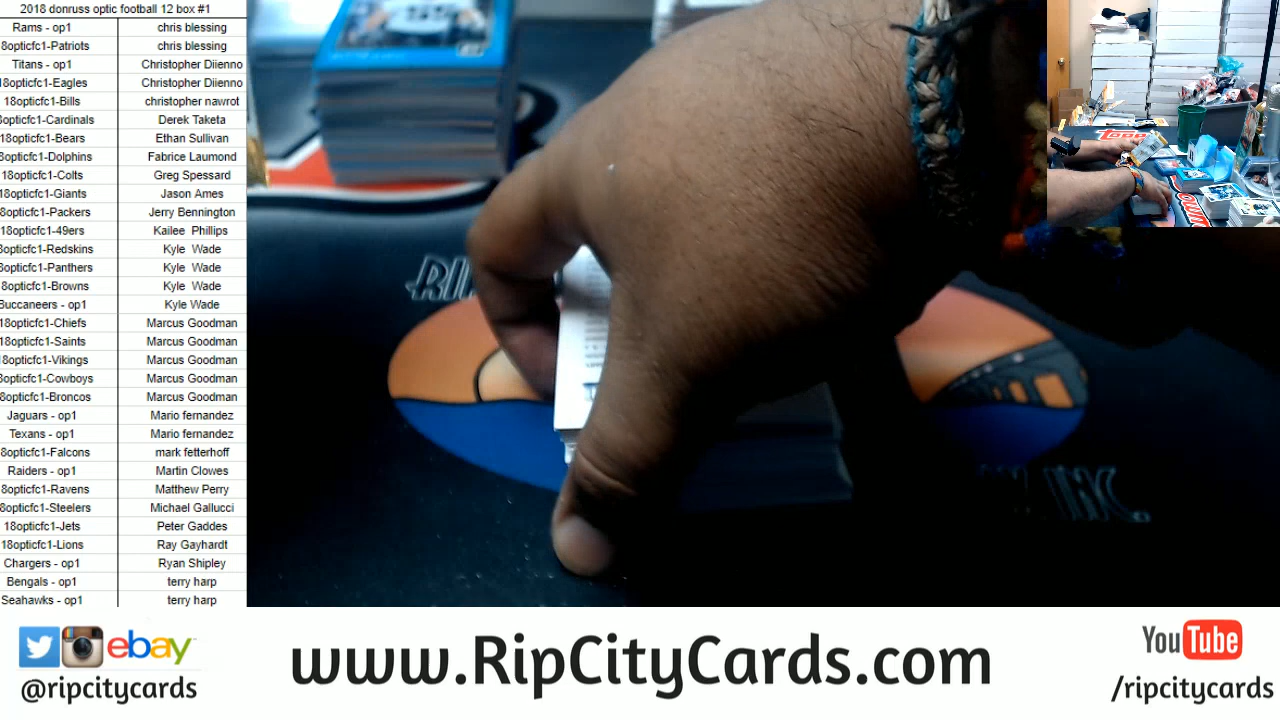 2018 donruss optic football 12 box #1
Rams - op1 chris blessing
8opticfc1-Patriots chris blessing
Titans - op1 Christopher Diienno
18opticfc1-Eagles Christopher Diienno
18opticfc1-Bills christopher nawrot
8opticfc1-Cardinals Derek Taketa
18opticfc1-Bears Ethan Sullivan
8opticfc1-Dolphins Fabrice Laumond
18opticfc1-Colts Greg Spessard
18opticfc1-Giants Jason Ames
8opticfc1-Packers Jerry Bennington
18opticfc1-49ers Kailee Phillips
8opticfc1-Redskins Kyle Wade
8opticfc1-Panthers Kyle Wade
8opticfc1-Browns Kyle Wade
Buccaneers - op1 Kyle Wade
18opticfc1-Chiefs Marcus Goodman
18opticfc1-Saints Marcus Goodman
18opticfc1-Vikings Marcus Goodman
8opticfc1-Cowboys Marcus Goodman
8opticfc1-Broncos Marcus Goodman
Jaguars - op1 Mario fernandez
Texans - op1 Mario fernandez
8opticfc1-Falcons mark fetterhoff
Raiders - op1 Martin Clowes
8opticfc1-Ravens Matthew Perry
8opticfc1-Steelers Michael Gallucci
18opticfc1-Jets Peter Gaddes
18opticfc1-Lions Ray Gayhardt
Chargers - op1 Ryan Shipley
Bengals - op1 terry harp
Seahawks - op1 terry harp
RIP
INC.
Topps
ebay
@ripcitycards
www.RipCityCards.com
YouTube
/ripcitycards